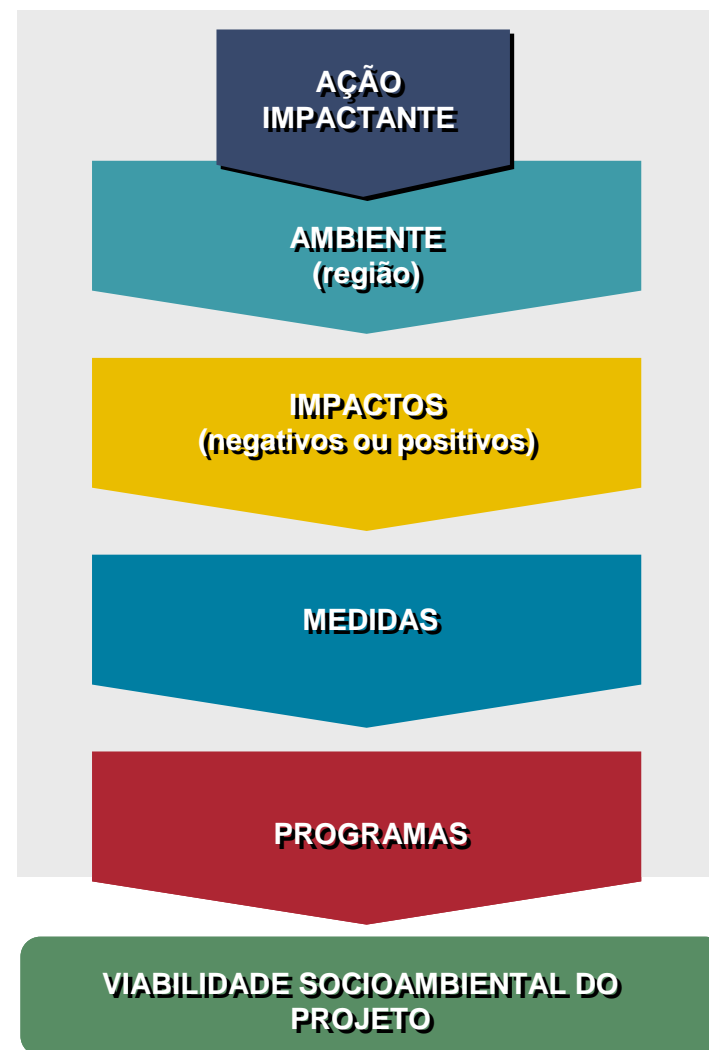 AÇÃO
IMPACTANTE
AMBIENTE
(região)
IMPACTOS
(negativos ou positivos)
MEDIDAS
PROGRAMAS
VIABILIDADE SOCIOAMBIENTAL DO
PROJETO